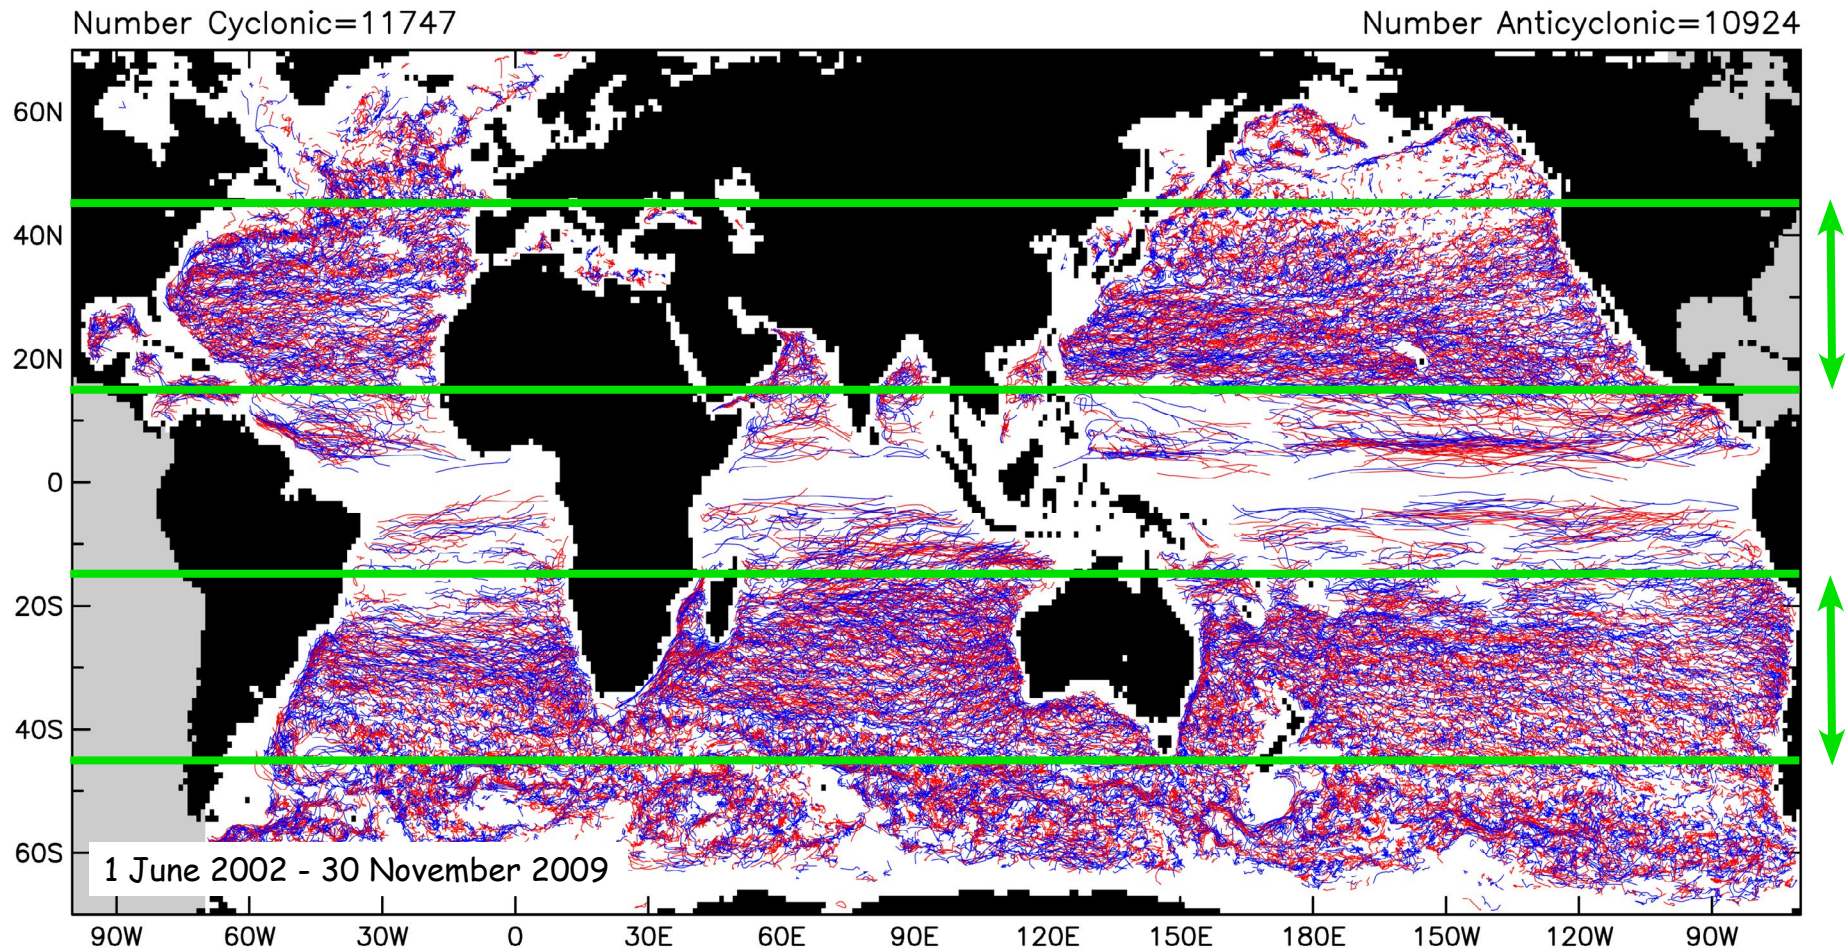 Number Cyclonic=11747
Number Anticyclonic=10924
60N
40N
20N
0
20S
40S
60S
1 June 2002 - 30 November 2009
90W 60W 30W 0 30E 60E 90E 120E 150E 180E 150W 120W 90W